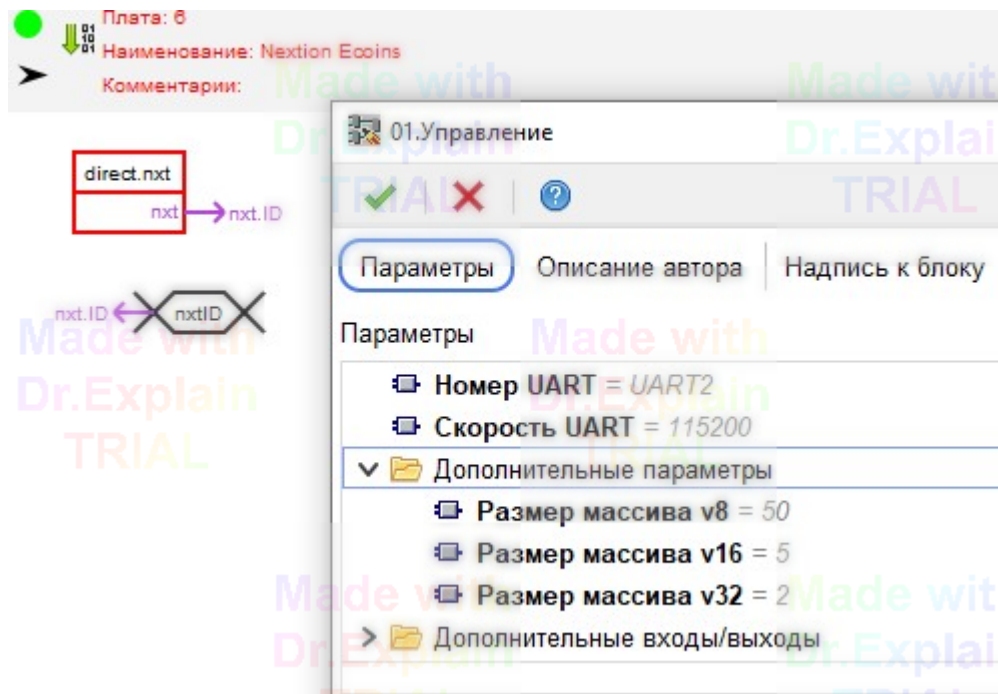 Плата: 6
Наименование: Nextion Ecoins
Комментарии:
01.Управление
direct.nxt
nxt
nxt.ID
nxt.ID
nxtID
Параметры
Описание автора
Надпись к блоку
Параметры
Номер UART = UART2
Скорость UART = 115200
Дополнительные параметры
Размер массива v8 = 50
Размер массива v16 = 5
Размер массива v32 = 2
Дополнительные входы/выходы
Made with
Dr.Explain
TRIAL